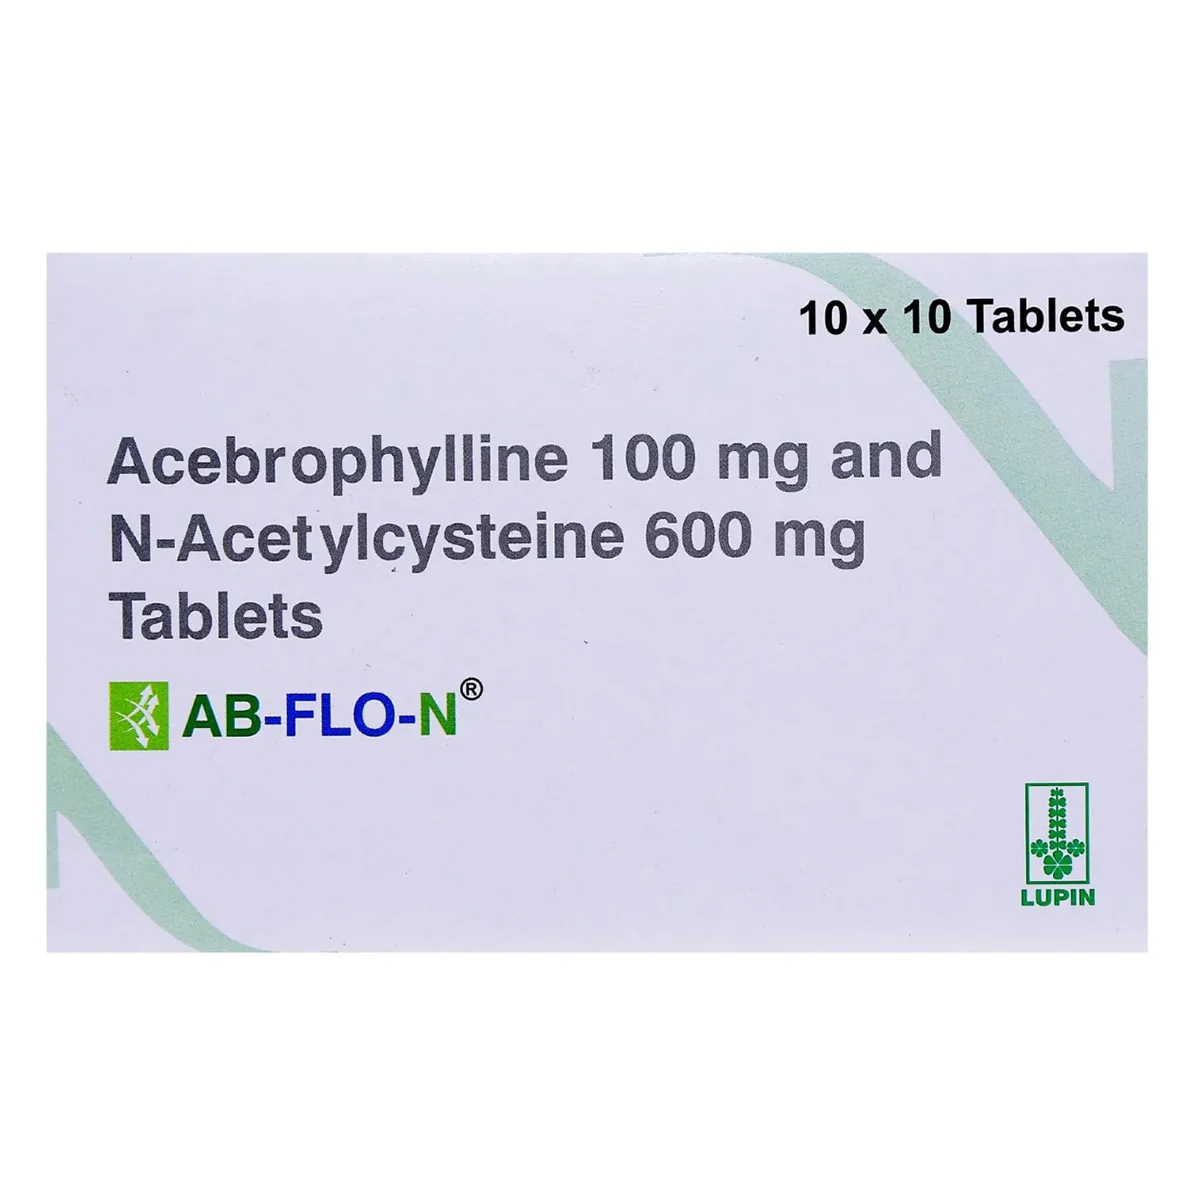 10 x 10 Tablets
Acebrophylline 100 mg and
N-Acetylcysteine 600 mg
Tablets
AB-FLO-N®
LUPIN